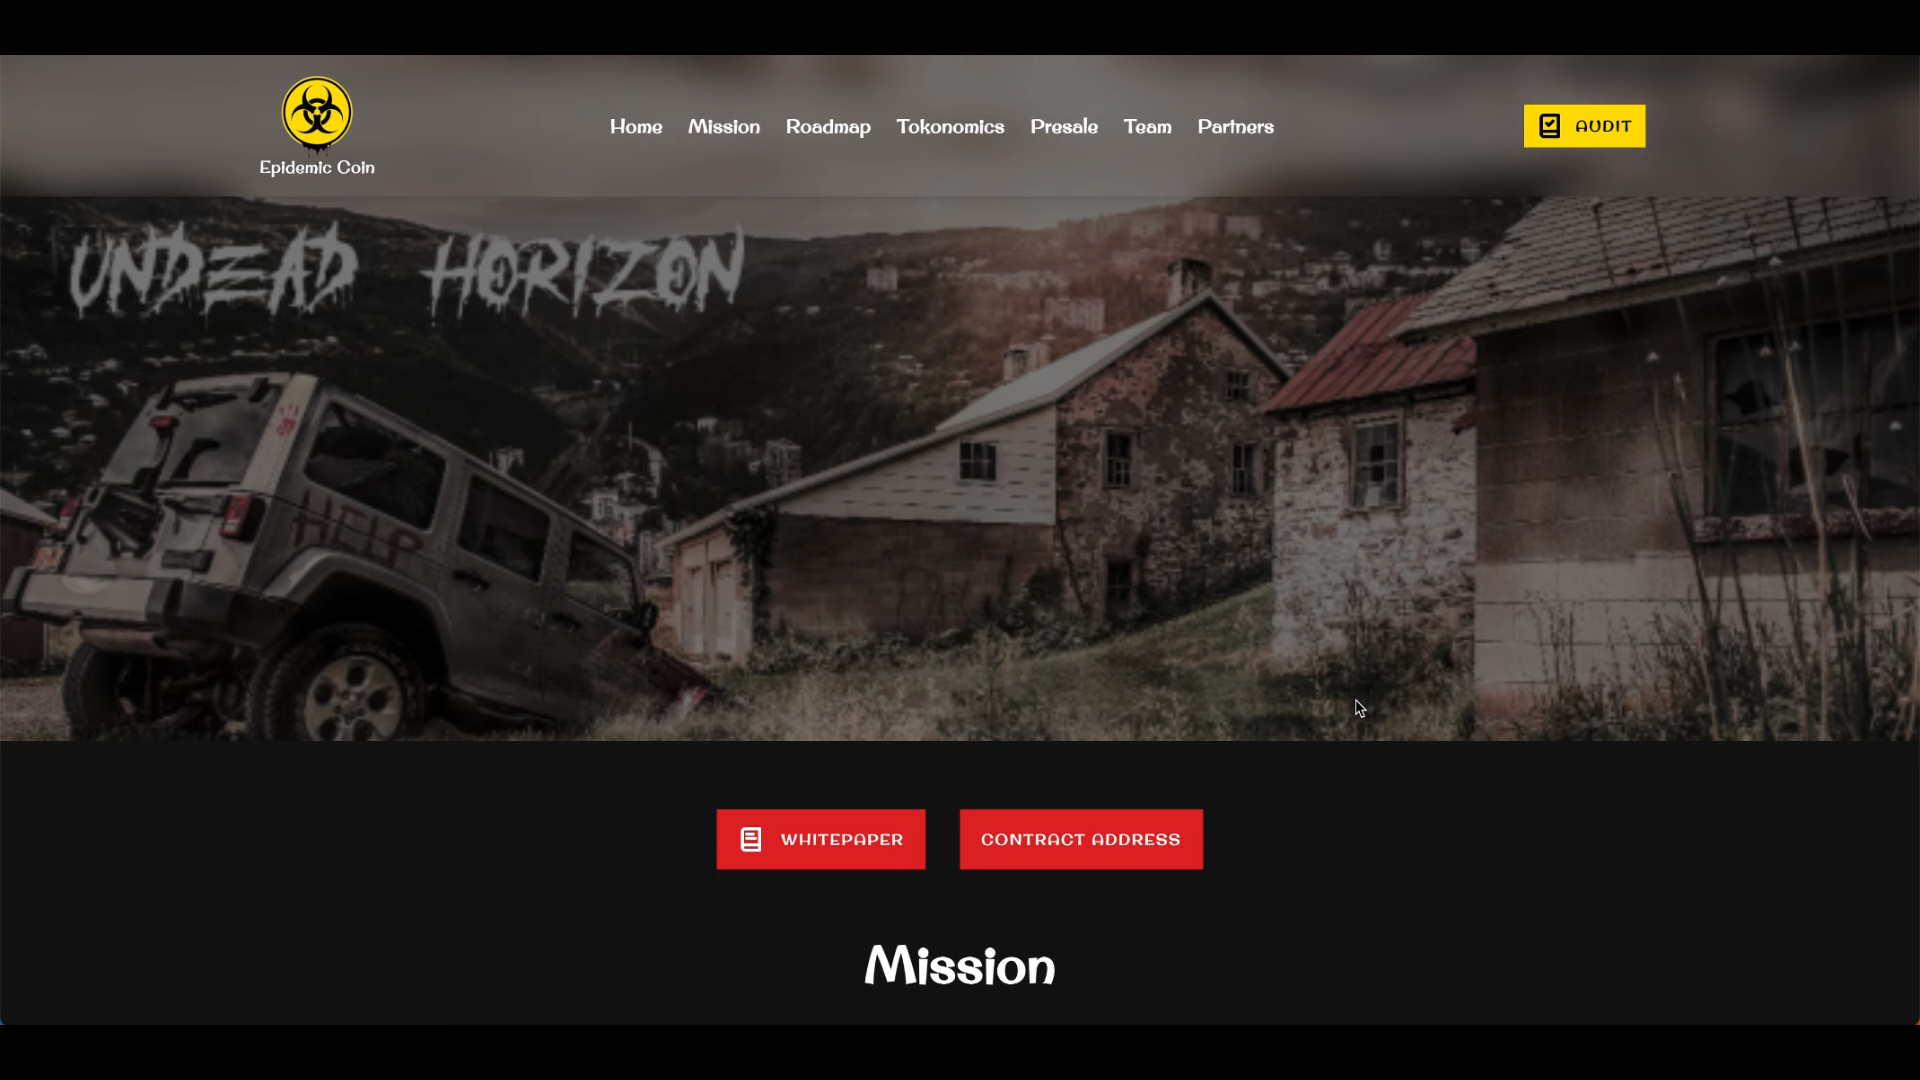 Epidemic Coin
Home Mission Roadmap Tokonomics Presale Team Partners
AUDIT
UNDEAD HORIZON
HELP
WHITEPAPER
CONTRACT ADDRESS
Mission